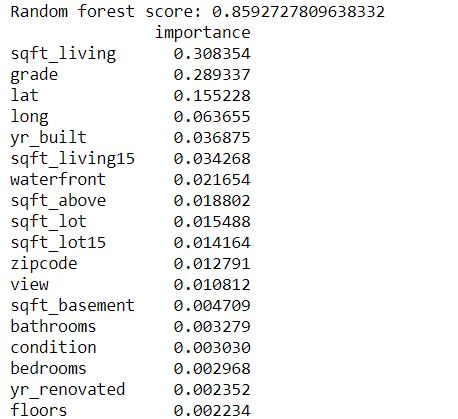 Random forest score: 0.8592727809638332
importance
sqft_living 0.308354
grade 0.289337
lat 0.155228
long 0.063655
yr_built 0.036875
sqft_living15 0.034268
waterfront 0.021654
sqft_above 0.018802
sqft_lot 0.015488
sqft_lot15 0.014164
zipcode 0.012791
view 0.010812
sqft_basement 0.004709
bathrooms 0.003279
condition 0.003030
bedrooms 0.002968
yr_renovated 0.002352
floors 0.002234